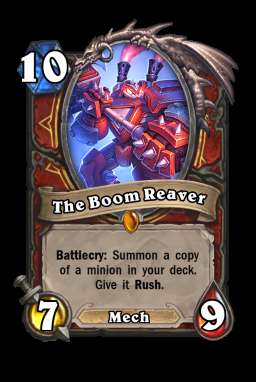 10
The Boom Reaver
Battlecry: Summon a copy
of a minion in your deck.
Give it Rush.
7
Mech
9